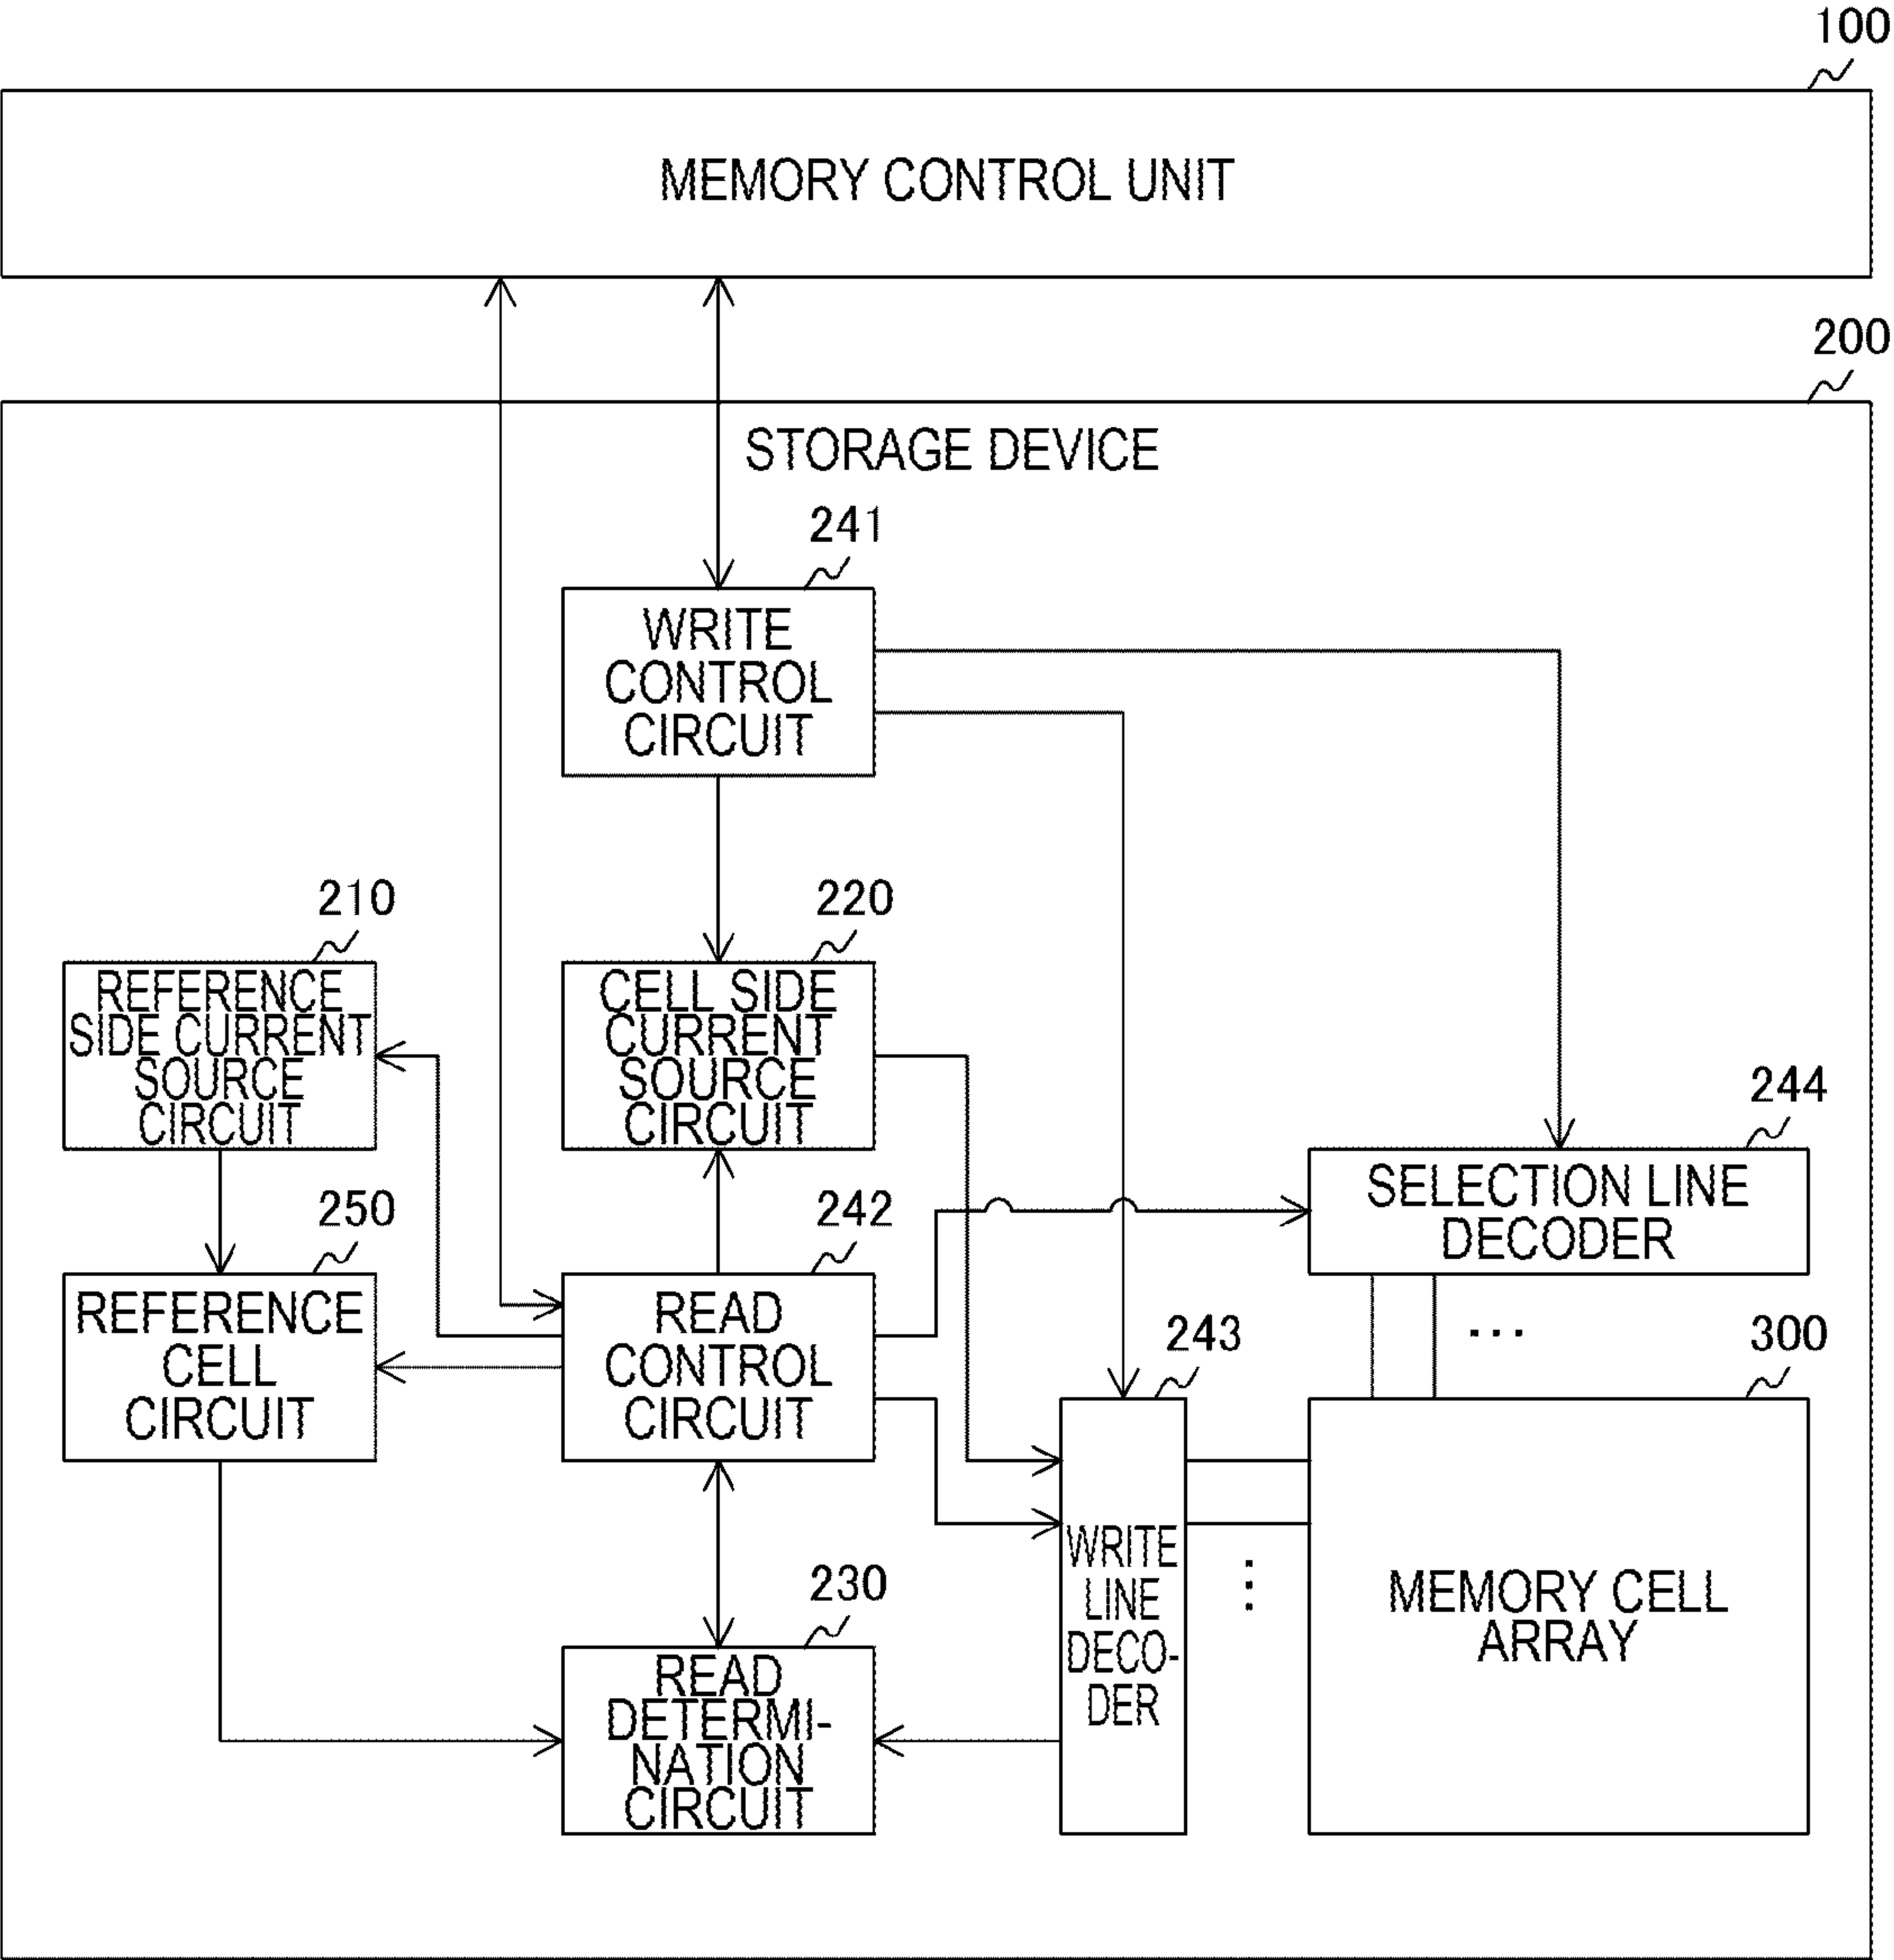 100
MEMORY CONTROL UNIT
200
STORAGE DEVICE
241
WRITE
CONTROL
CIRCUIT
210
REFERENCE
SIDE CURRENT
SOURCE
CIRCUIT
220
CELL SIDE
CURRENT
SOURCE
CIRCUIT
244
SELECTION LINE
DECODER
250
REFERENCE
CELL
CIRCUIT
242
READ
CONTROL
CIRCUIT
243
WRITE
LINE
DECO-
DER
...
300
MEMORY CELL
ARRAY
...
230
READ
DETERMI-
NATION
CIRCUIT